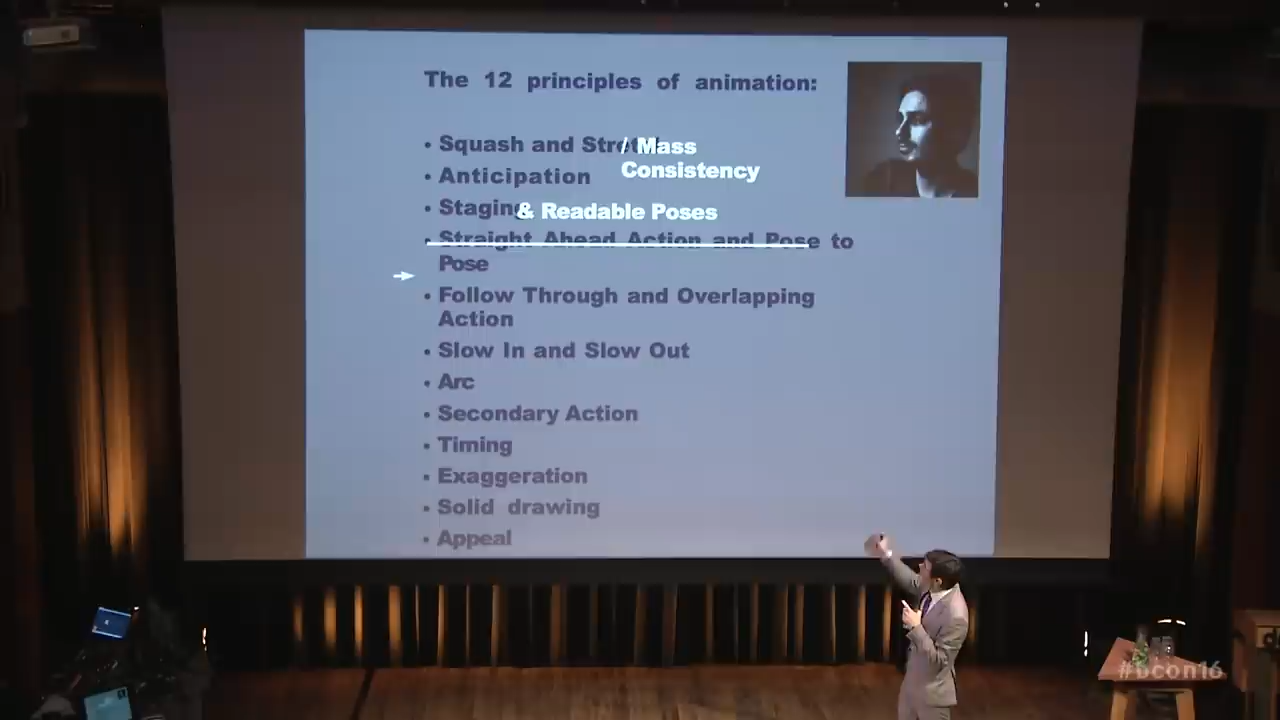 The 12 principles of animation:
• Squash and Stretch / Mass
Consistency
• Anticipation
• Staging & Readable Poses
• Straight Ahead Action and Pose to
Pose
• Follow Through and Overlapping
Action
• Slow In and Slow Out
• Arc
• Secondary Action
• Timing
• Exaggeration
• Solid drawing
• Appeal
#bcon16